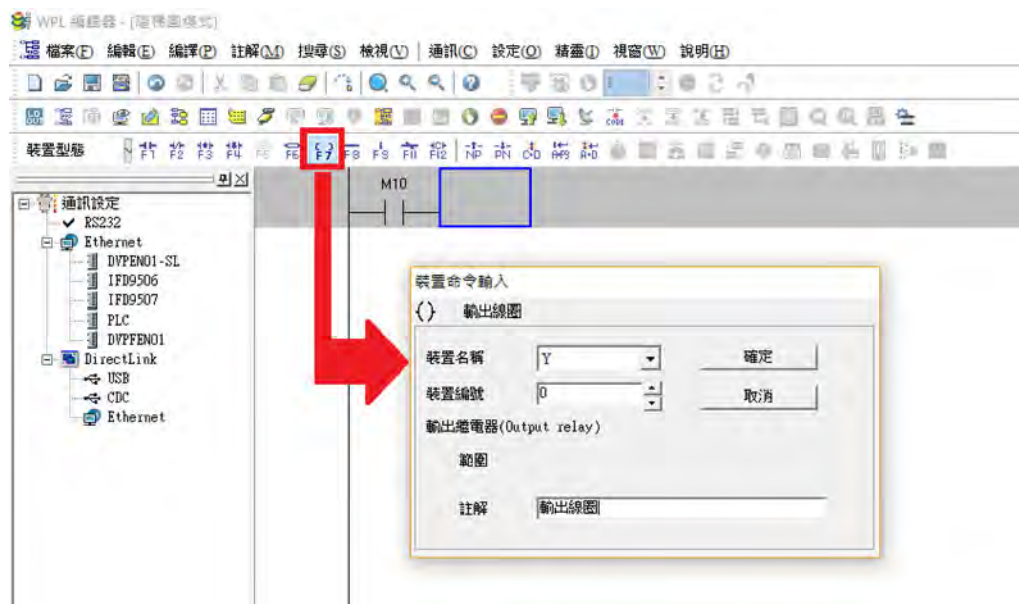 WPL 編輯器 - [階梯圖模式]
檔案(F) 編輯(E) 編譯(P) 註解(M) 搜尋(S) 檢視(V) 通訊(C) 設定(O) 精靈(I) 視窗(W) 說明(H)
裝置型態 F1 F2 F3 F4 F5 F6 F7 F8 F9 F11 F12 NP PN
M10
通訊設定
RS232
Ethernet
DVPEN01-SL
IFD9506
IFD9507
PLC
DVPFEN01
DirectLink
USB
CDC
Ethernet
裝置命令輸入
( ) 輸出線圈
裝置名稱 Y 確定
裝置編號 0 取消
輸出繼電器(Output relay)
範圍
註解 輸出線圈